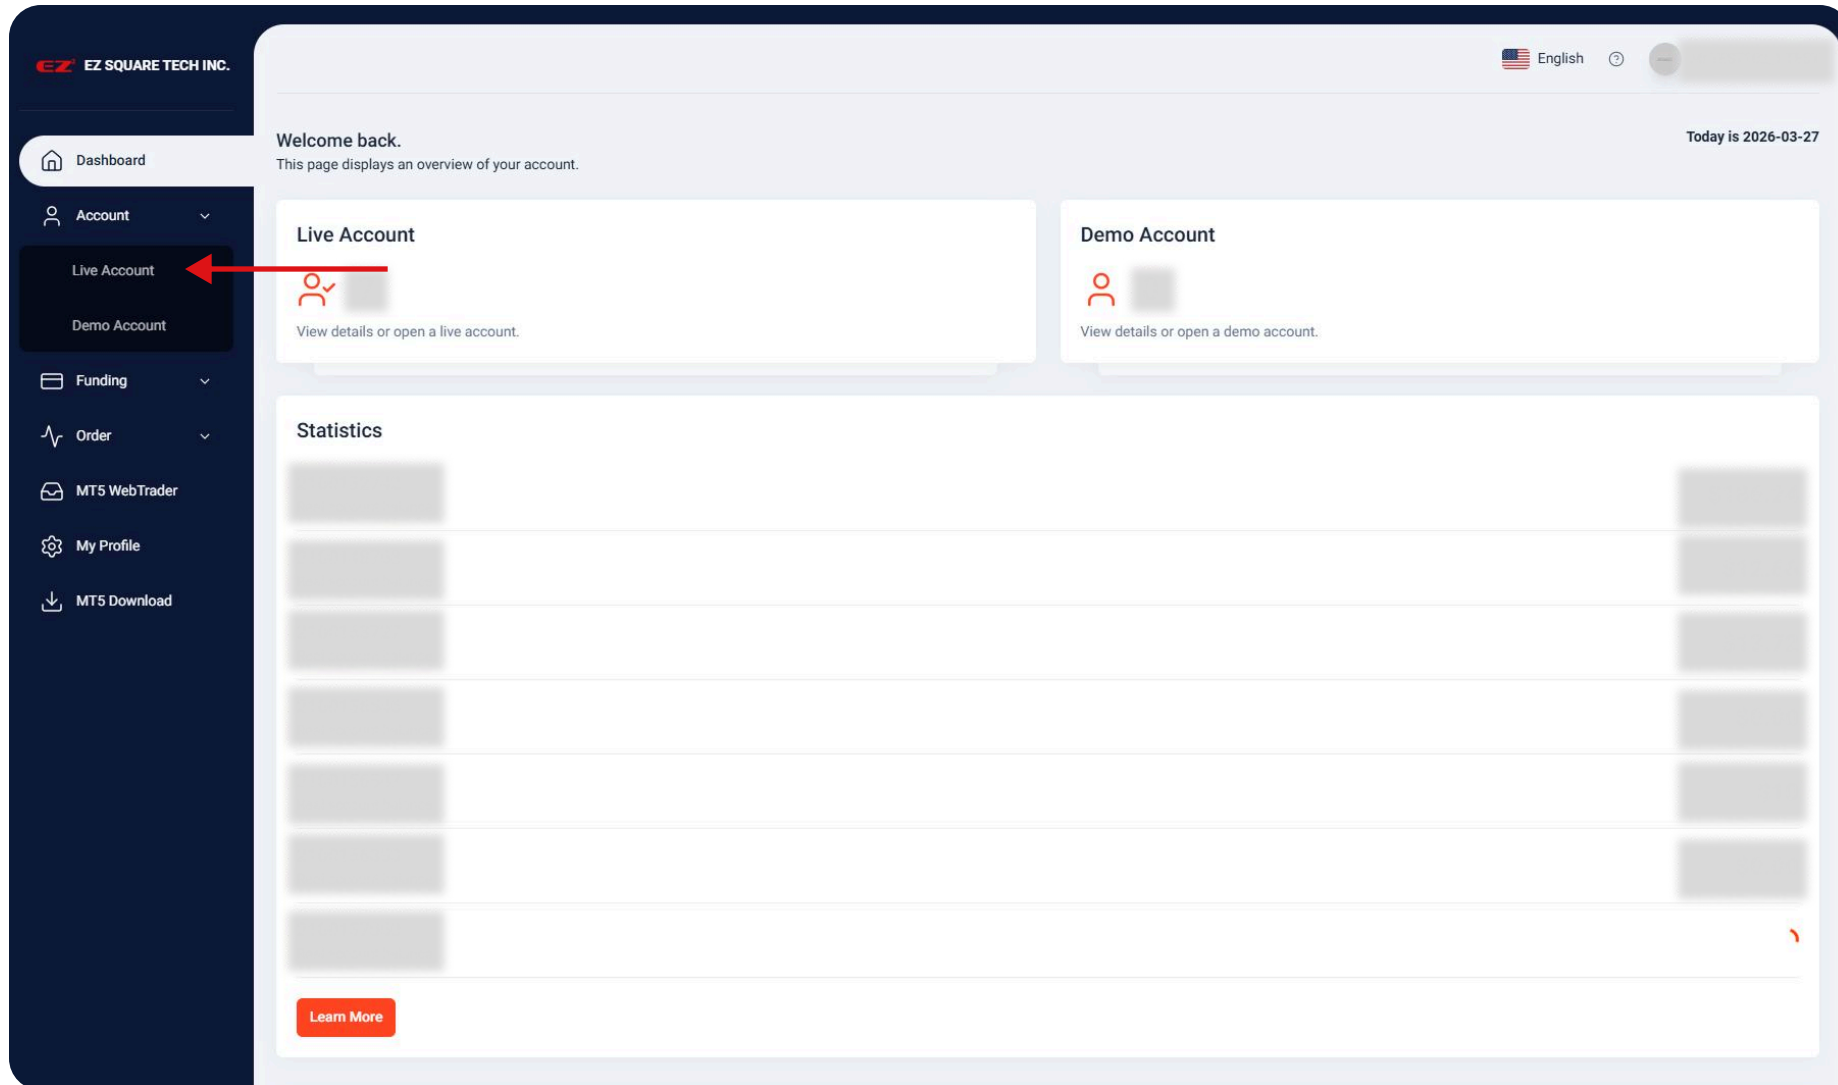 EZ EZ SQUARE TECH INC.
English
Dashboard
Account
Live Account
Demo Account
Funding
Order
MT5 WebTrader
My Profile
MT5 Download
Welcome back.
This page displays an overview of your account.
Today is 2026-03-27
Live Account
View details or open a live account.
Demo Account
View details or open a demo account.
Statistics
Learn More